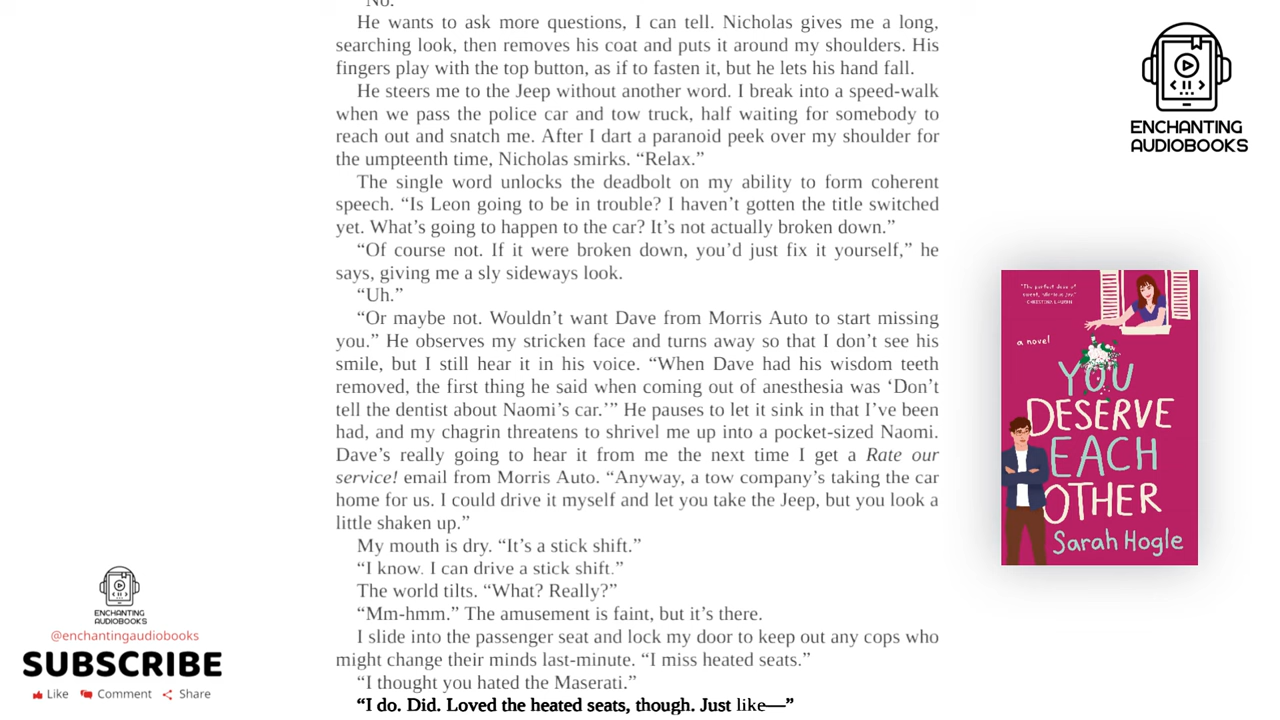 "No."
He wants to ask more questions, I can tell. Nicholas gives me a long,
searching look, then removes his coat and puts it around my shoulders. His
fingers play with the top button, as if to fasten it, but he lets his hand fall.
He steers me to the Jeep without another word. I break into a speed-walk
when we pass the police car and tow truck, half waiting for somebody to
reach out and snatch me. After I dart a paranoid peek over my shoulder for
the umpteenth time, Nicholas smirks. “Relax.”
The single word unlocks the deadbolt on my ability to form coherent
speech. “Is Leon going to be in trouble? I haven’t gotten the title switched
yet. What’s going to happen to the car? It’s not actually broken down.”
“Of course not. If it were broken down, you’d just fix it yourself,” he
says, giving me a sly sideways look.
“Uh.”
“Or maybe not. Wouldn’t want Dave from Morris Auto to start missing
you.” He observes my stricken face and turns away so that I don’t see his
smile, but I still hear it in his voice. “When Dave had his wisdom teeth
removed, the first thing he said when coming out of anesthesia was ‘Don’t
tell the dentist about Naomi’s car.’” He pauses to let it sink in that I’ve been
had, and my chagrin threatens to shrivel me up into a pocket-sized Naomi.
Dave’s really going to hear it from me the next time I get a Rate our
service! email from Morris Auto. “Anyway, a tow company’s taking the car
home for us. I could drive it myself and let you take the Jeep, but you look a
little shaken up.”
My mouth is dry. “It’s a stick shift.”
“I know. I can drive a stick shift.”
The world tilts. “What? Really?”
“Mm-hmm.” The amusement is faint, but it’s there.
I slide into the passenger seat and lock my door to keep out any cops who
might change their minds last-minute. “I miss heated seats.”
“I thought you hated the Maserati.”
“I do. Did. Loved the heated seats, though. Just like—”
ENCHANTING
AUDIOBOOKS
a novel
YOU
DESERVE
EACH
OTHER
Sarah Hogle
ENCHANTING
AUDIOBOOKS
@enchantingaudiobooks
SUBSCRIBE
Like Comment Share